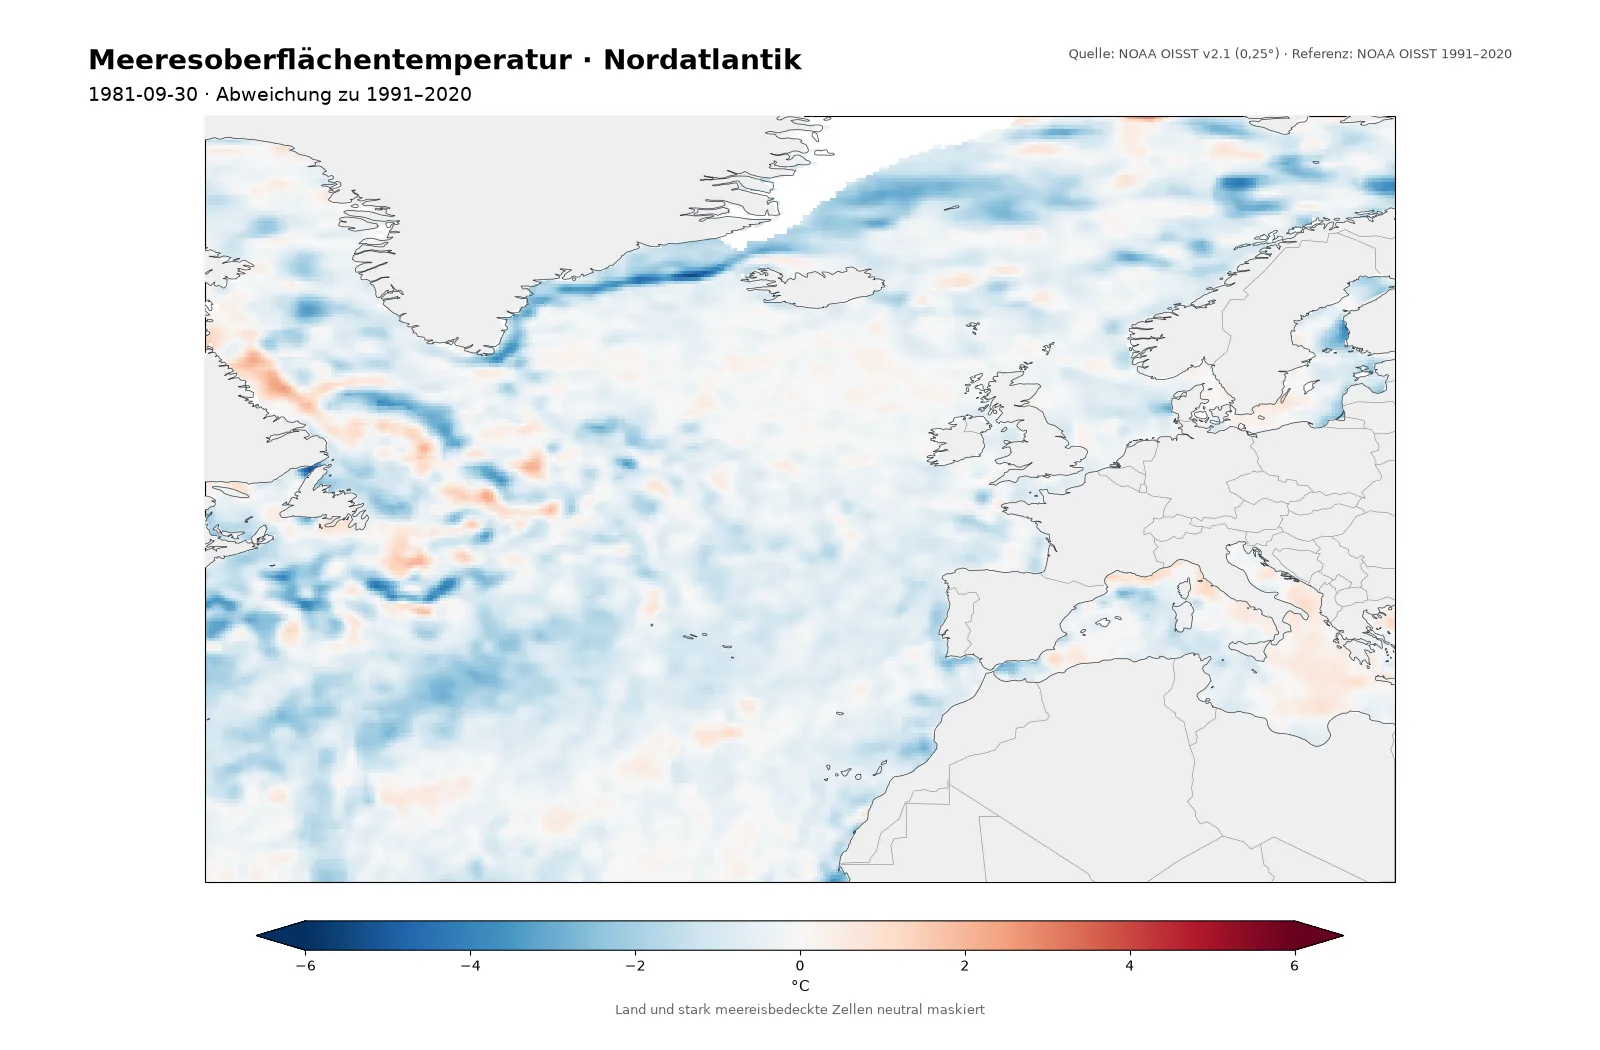 Meeresoberflächentemperatur · Nordatlantik
Quelle: NOAA OISST v2.1 (0,25°) · Referenz: NOAA OISST 1991–2020
1981-09-30 · Abweichung zu 1991–2020
−6 −4 −2 0 2 4 6
°C
Land und stark meereisbedeckte Zellen neutral maskiert